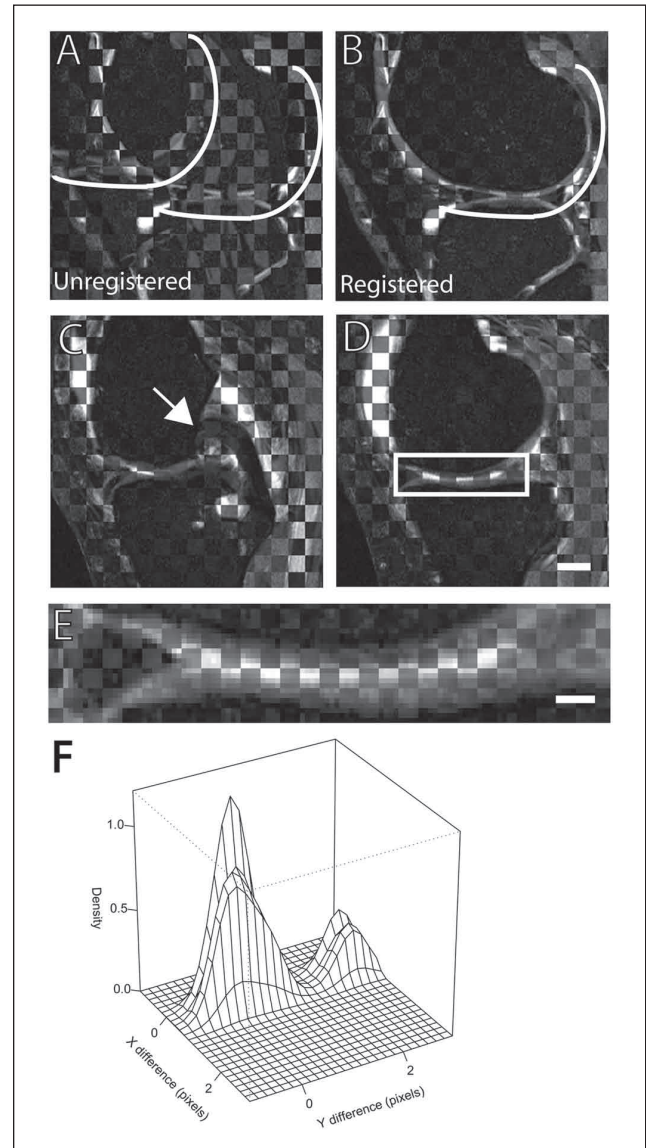 A
B
Unregistered
Registered
C
D
E
F
1.0
0.5
0.0
Density
0
2
X difference (pixels)
0
2
Y difference (pixels)